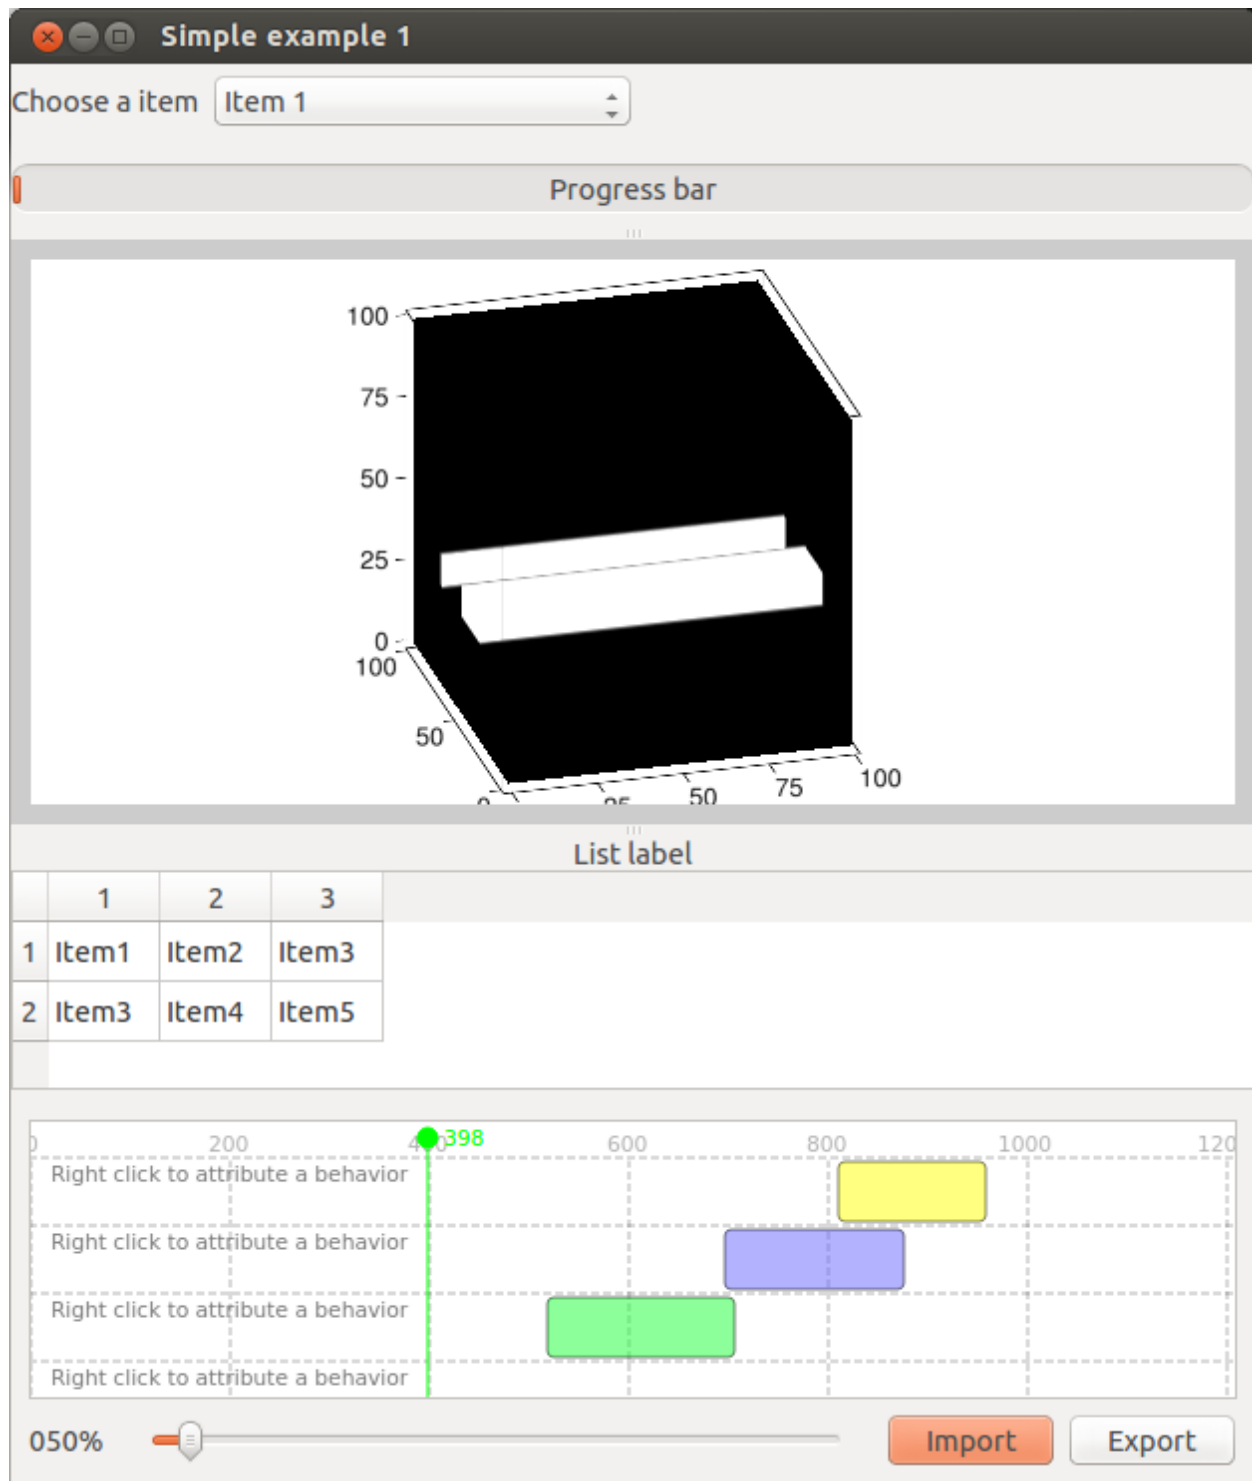 Simple example 1
Choose a item Item 1
Progress bar
100
75
50
25
0
100
50
50
75
100
List label
1 2 3
1 Item1 Item2 Item3
2 Item3 Item4 Item5
0 200 398 600 800 1000 120
Right click to attribute a behavior
Right click to attribute a behavior
Right click to attribute a behavior
Right click to attribute a behavior
050% Import Export